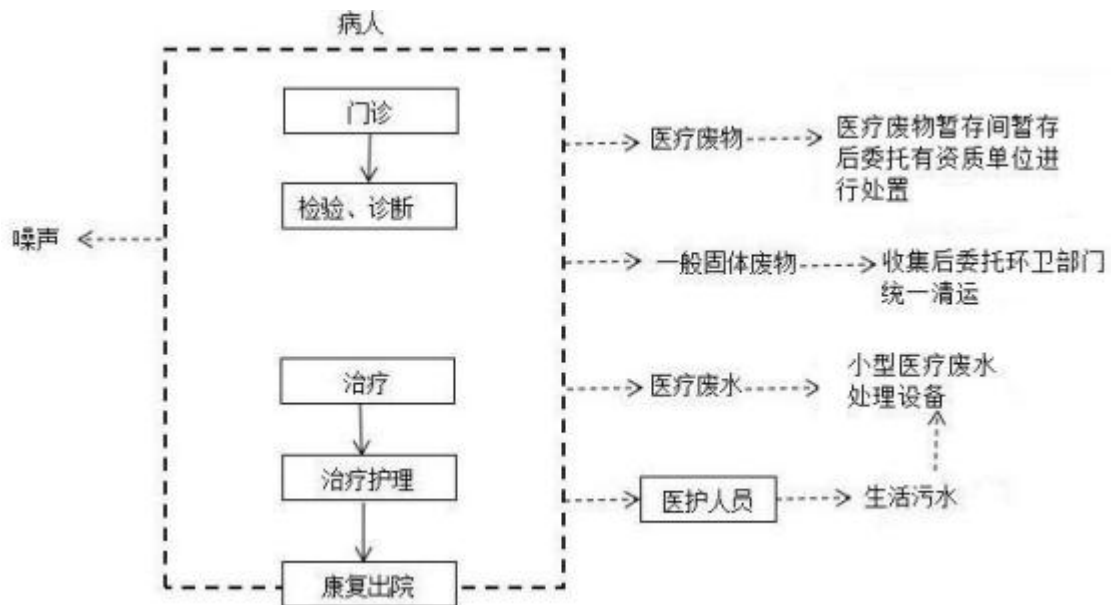 病人
门诊
检验、诊断
治疗
治疗护理
康复出院
噪声
医疗废物
医疗废物暂存间暂存
后委托有资质单位进
行处置
一般固体废物
收集后委托环卫部门
统一清运
医疗废水
小型医疗废水
处理设备
医护人员
生活污水